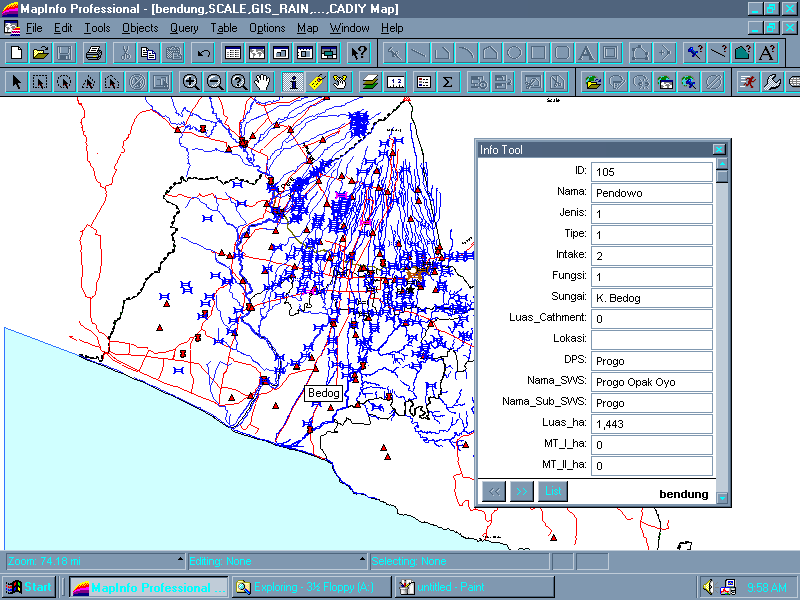 MapInfo Professional - [bendung,SCALE,GIS_RAIN,...,CADIY Map]
File Edit Tools Objects Query Table Options Map Window Help
Scale
Info Tool
ID: 105
Nama: Pendowo
Jenis: 1
Tipe: 1
Intake: 2
Fungsi: 1
Sungai: K. Bedog
Luas_Cathment: 0
Lokasi:
DPS: Progo
Nama_SWS: Progo Opak Oyo
Nama_Sub_SWS: Progo
Luas_ha: 1,443
MT_I_ha: 0
MT_II_ha: 0
<< >> List bendung
Bedog
Zoom: 74.18 mi Editing: None Selecting: None
Start MapInfo Professional ... Exploring - 3½ Floppy (A:) untitled - Paint 9:58 AM